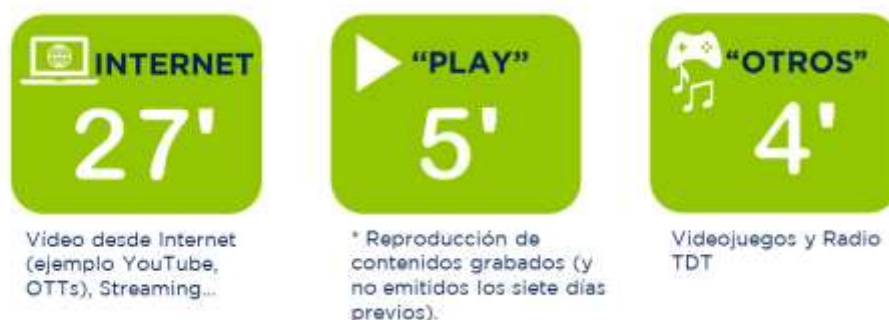 INTERNET
27'
Vídeo desde Internet
(ejemplo YouTube,
OTTs), Streaming...
“PLAY”
5'
* Reproducción de
contenidos grabados (y
no emitidos los siete días
previos).
“OTROS”
4'
Videojuegos y Radio
TDT